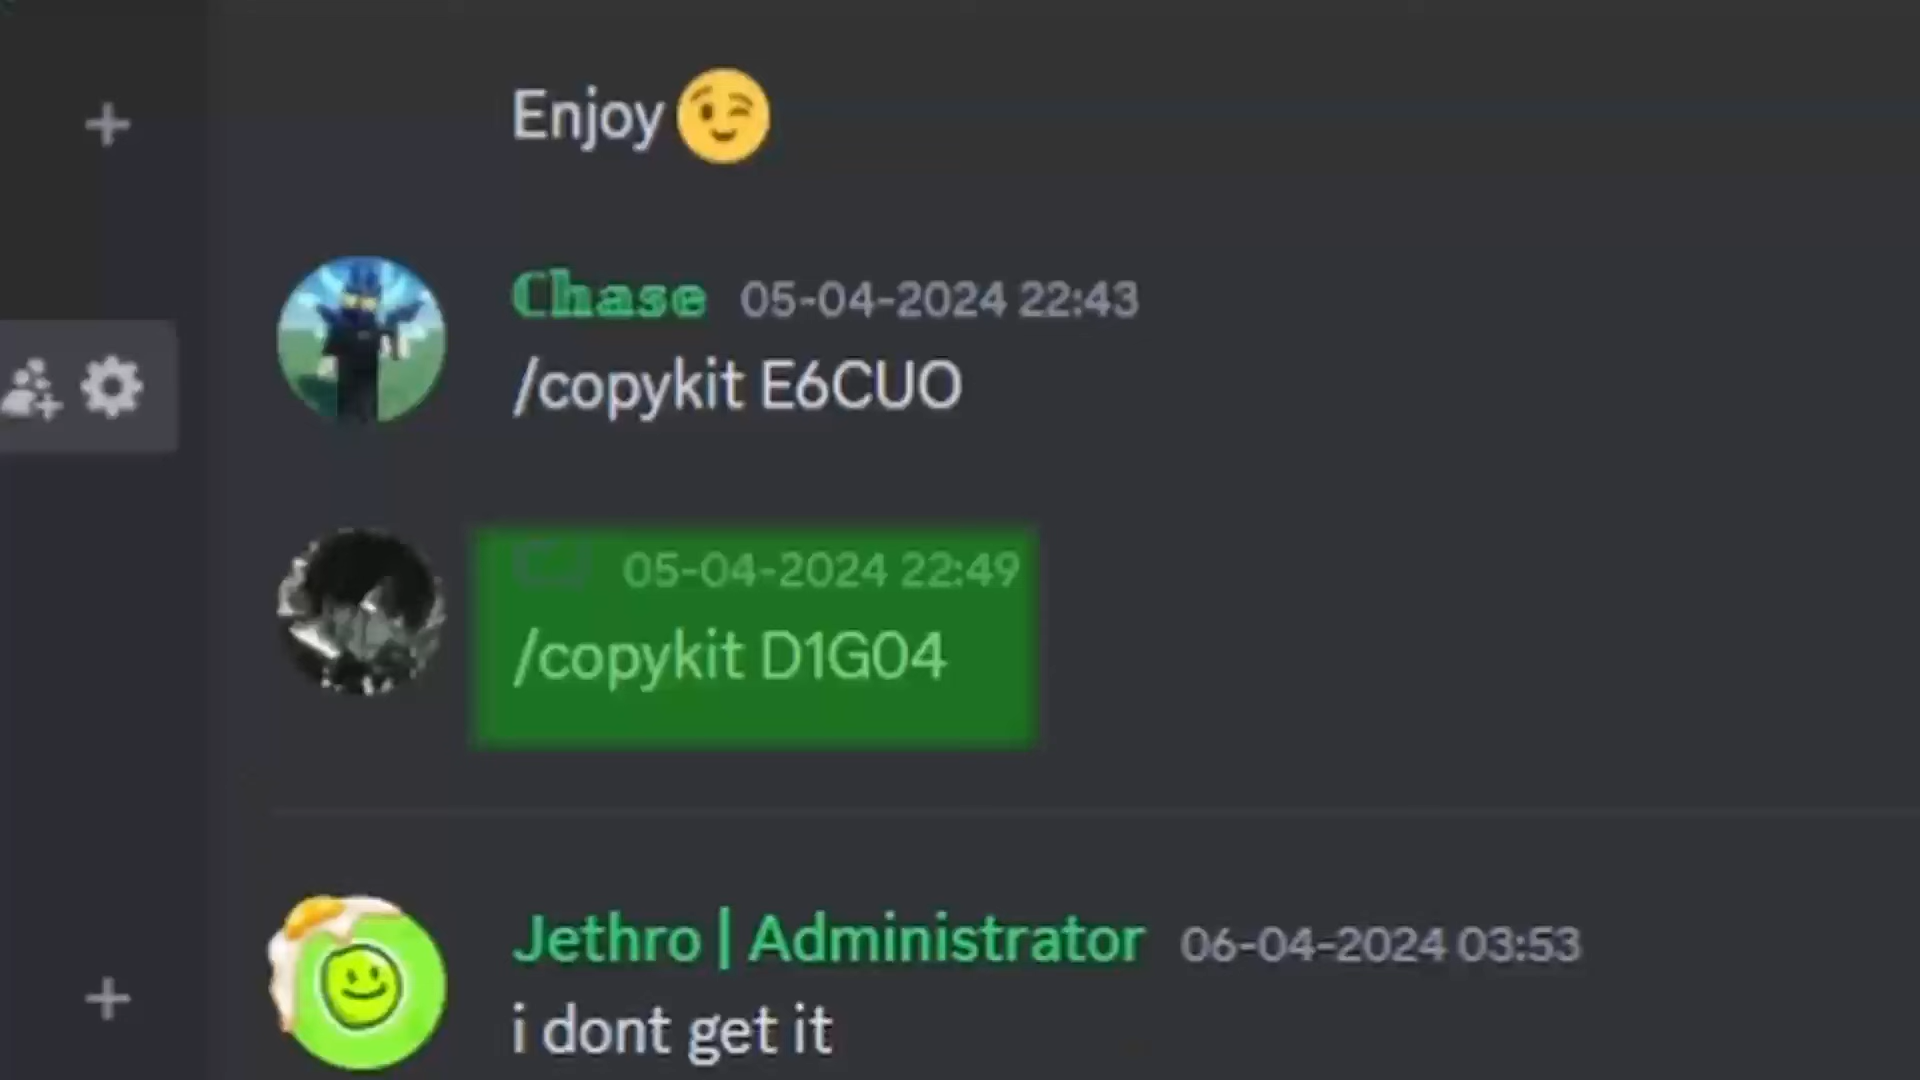 Enjoy 😉
Chase 05-04-2024 22:43
/copykit E6CUO
05-04-2024 22:49
/copykit D1G04
Jethro | Administrator 06-04-2024 03:53
i dont get it